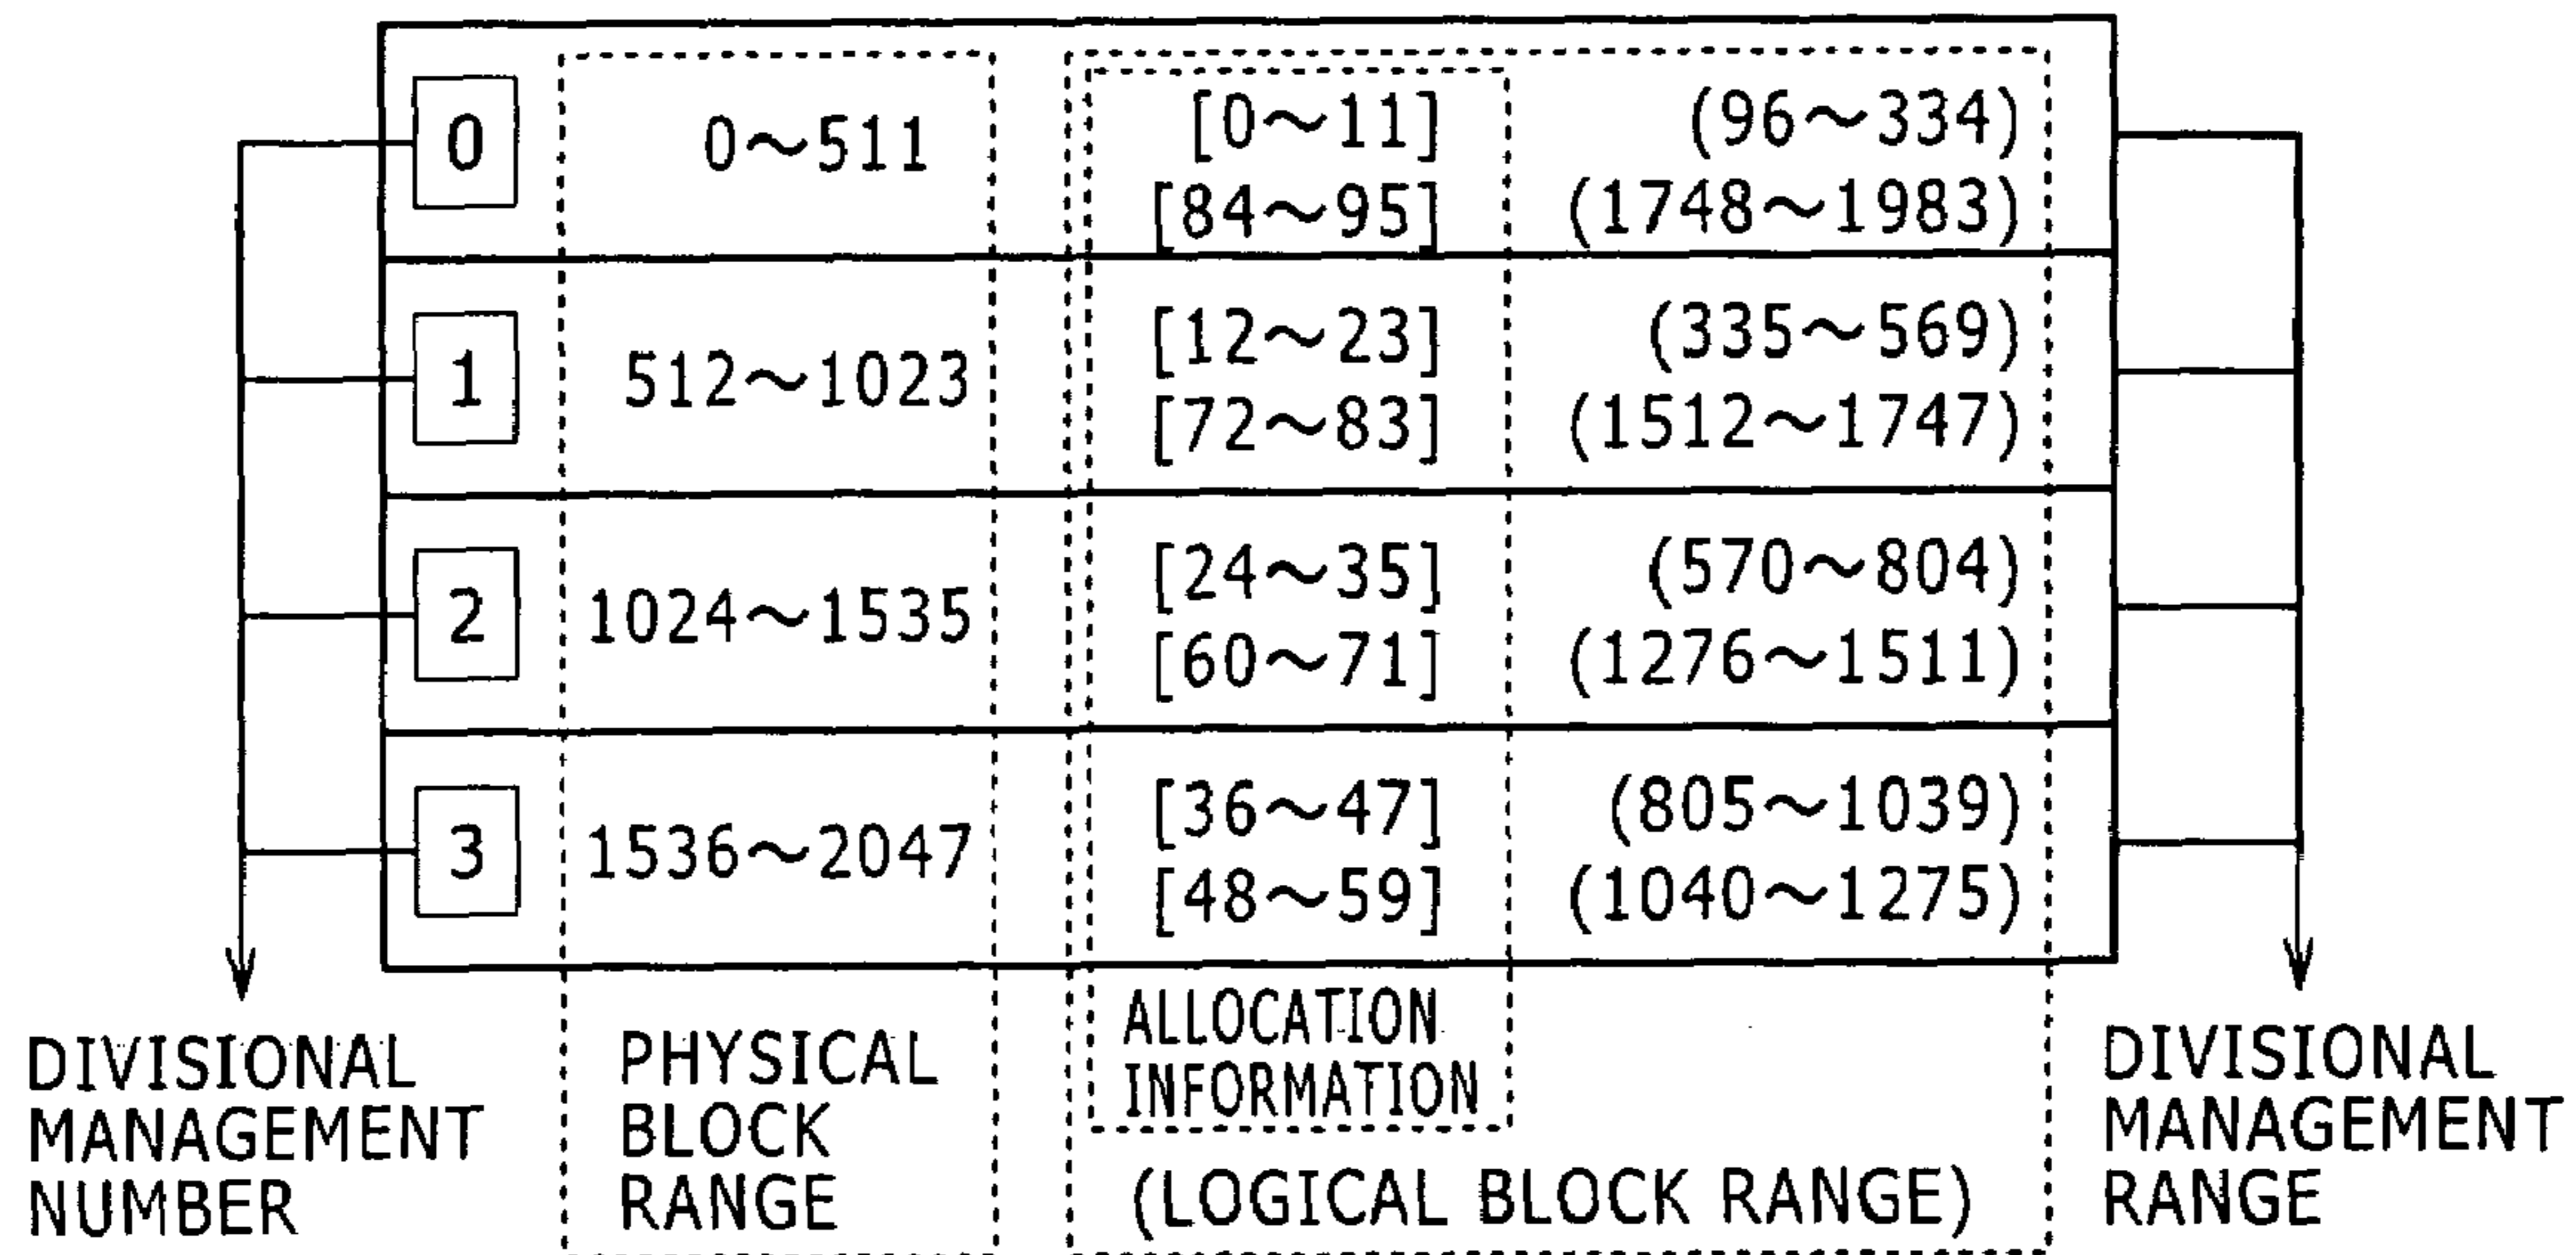 0 0～511 [0～11] (96～334)
[84～95] (1748～1983)
1 512～1023 [12～23] (335～569)
[72～83] (1512～1747)
2 1024～1535 [24～35] (570～804)
[60～71] (1276～1511)
3 1536～2047 [36～47] (805～1039)
[48～59] (1040～1275)
DIVISIONAL
MANAGEMENT
NUMBER
PHYSICAL
BLOCK
RANGE
ALLOCATION
INFORMATION
(LOGICAL BLOCK RANGE)
DIVISIONAL
MANAGEMENT
RANGE